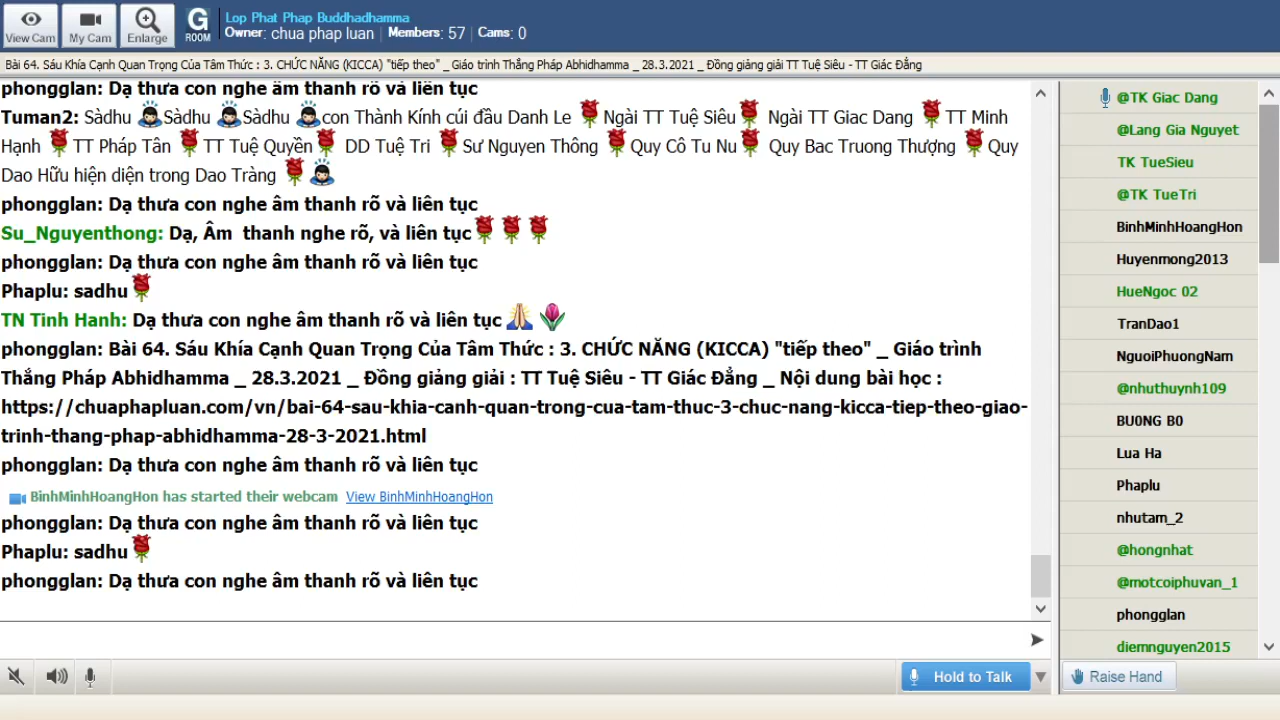 View Cam
My Cam
Enlarge
G
ROOM
Lop Phat Phap Buddhadhamma
Owner: chua phap luan Members: 57 Cams: 0
Bài 64. Sáu Khía Cạnh Quan Trọng Của Tâm Thức : 3. CHỨC NĂNG (KICCA) "tiếp theo" _ Giáo trình Thắng Pháp Abhidhamma _ 28.3.2021 _ Đồng giảng giải TT Tuệ Siêu - TT Giác Đẳng
phongglan: Dạ thưa con nghe âm thanh rõ và liên tục
Tuman2: Sàdhu Sàdhu Sàdhu con Thành Kính cúi đầu Danh Le Ngài TT Tuệ Siêu Ngài TT Giac Dang TT Minh
Hạnh TT Pháp Tân TT Tuệ Quyền DD Tuệ Tri Sư Nguyen Thông Quy Cô Tu Nu Quy Bac Truong Thượng Quy
Dao Hữu hiện diện trong Dao Tràng
phongglan: Dạ thưa con nghe âm thanh rõ và liên tục
Su_Nguyenthong: Dạ, Âm thanh nghe rõ, và liên tục
phongglan: Dạ thưa con nghe âm thanh rõ và liên tục
Phaplu: sadhu
TN Tinh Hanh: Dạ thưa con nghe âm thanh rõ và liên tục
phongglan: Bài 64. Sáu Khía Cạnh Quan Trọng Của Tâm Thức : 3. CHỨC NĂNG (KICCA) "tiếp theo" _ Giáo trình
Thắng Pháp Abhidhamma _ 28.3.2021 _ Đồng giảng giải : TT Tuệ Siêu - TT Giác Đẳng _ Nội dung bài học :
https://chuaphapluan.com/vn/bai-64-sau-khia-canh-quan-trong-cua-tam-thuc-3-chuc-nang-kicca-tiep-theo-giao-
trinh-thang-phap-abhidhamma-28-3-2021.html
phongglan: Dạ thưa con nghe âm thanh rõ và liên tục
BinhMinhHoangHon has started their webcam View BinhMinhHoangHon
phongglan: Dạ thưa con nghe âm thanh rõ và liên tục
Phaplu: sadhu
phongglan: Dạ thưa con nghe âm thanh rõ và liên tục
@TK Giac Dang
@Lang Gia Nguyet
TK TueSieu
@TK TueTri
BinhMinhHoangHon
Huyenmong2013
HueNgoc 02
TranDao1
NguoiPhuongNam
@nhuthuynh109
BU0NG B0
Lua Ha
Phaplu
nhutam_2
@hongnhat
@motcoiphuvan_1
phongglan
diemnguyen2015
Hold to Talk
Raise Hand